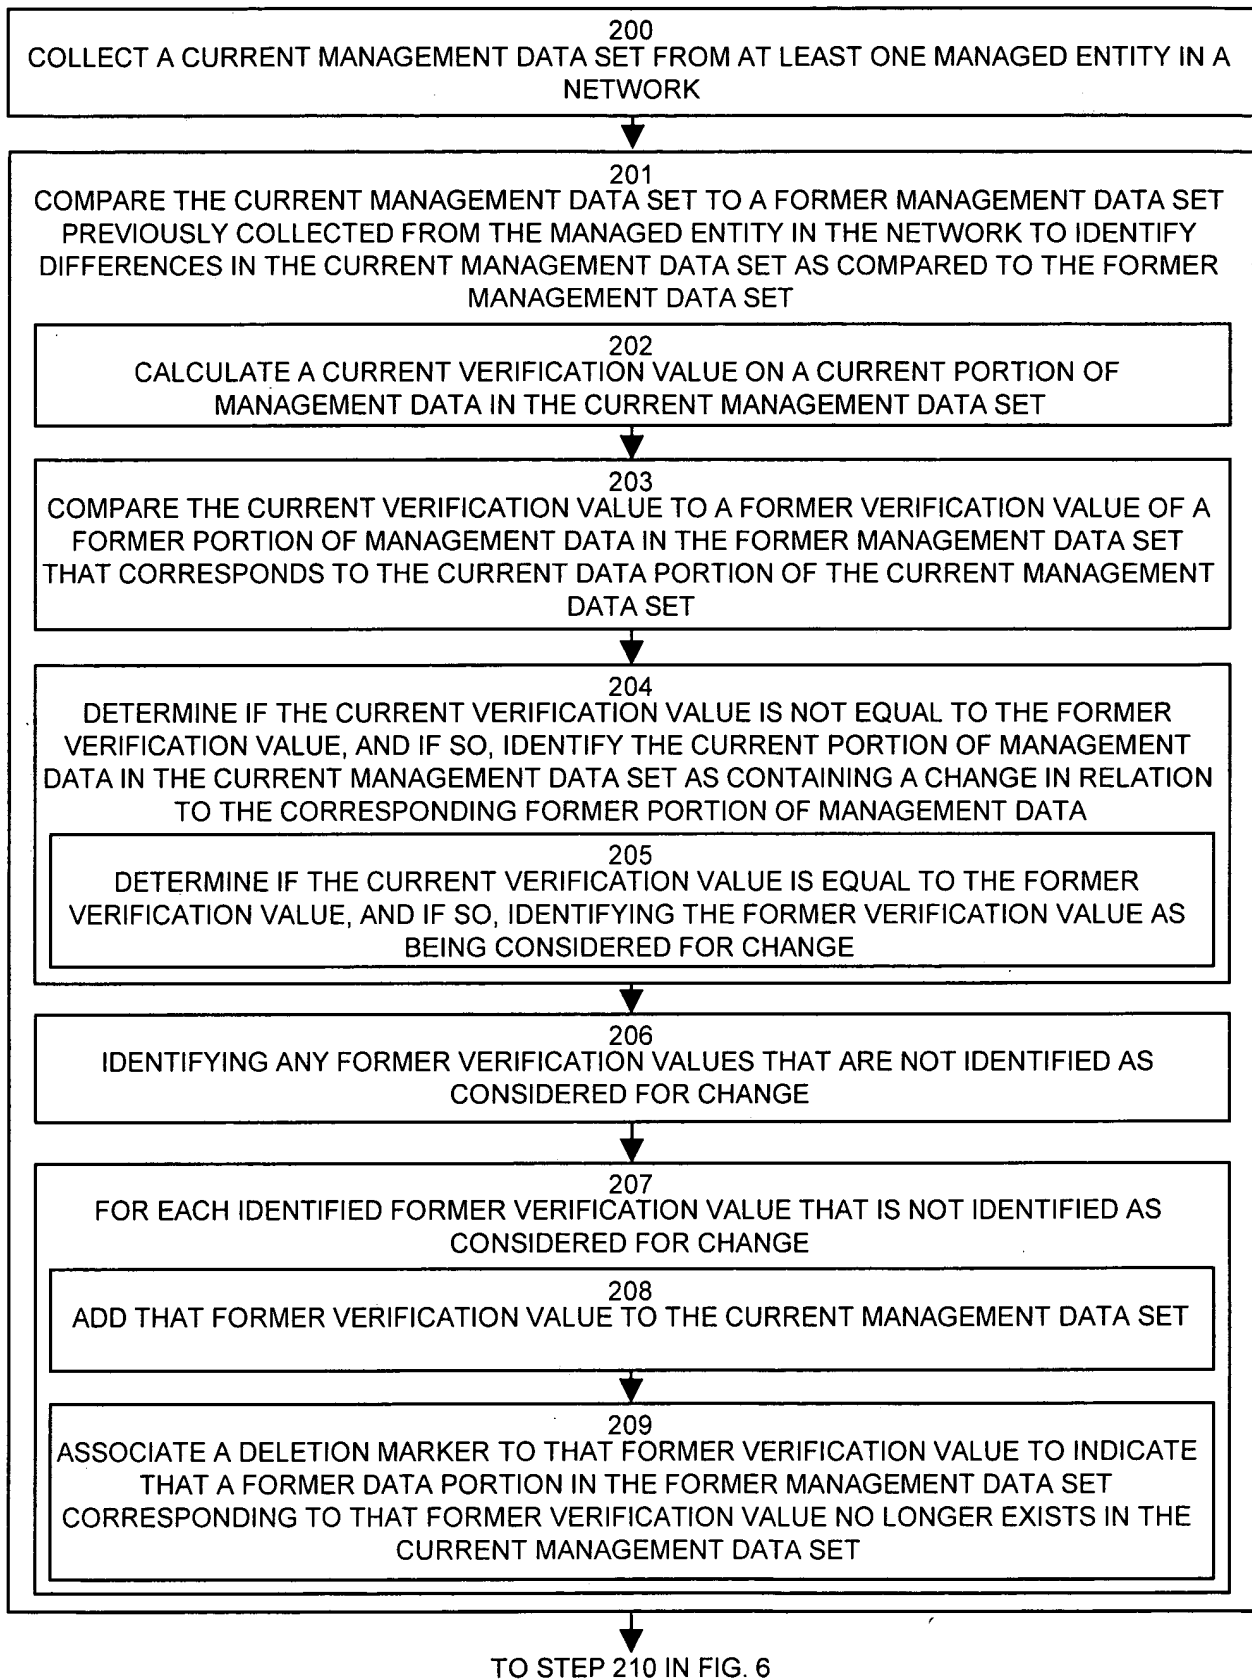 200
COLLECT A CURRENT MANAGEMENT DATA SET FROM AT LEAST ONE MANAGED ENTITY IN A
NETWORK
201
COMPARE THE CURRENT MANAGEMENT DATA SET TO A FORMER MANAGEMENT DATA SET
PREVIOUSLY COLLECTED FROM THE MANAGED ENTITY IN THE NETWORK TO IDENTIFY
DIFFERENCES IN THE CURRENT MANAGEMENT DATA SET AS COMPARED TO THE FORMER
MANAGEMENT DATA SET
202
CALCULATE A CURRENT VERIFICATION VALUE ON A CURRENT PORTION OF
MANAGEMENT DATA IN THE CURRENT MANAGEMENT DATA SET
203
COMPARE THE CURRENT VERIFICATION VALUE TO A FORMER VERIFICATION VALUE OF A
FORMER PORTION OF MANAGEMENT DATA IN THE FORMER MANAGEMENT DATA SET
THAT CORRESPONDS TO THE CURRENT DATA PORTION OF THE CURRENT MANAGEMENT
DATA SET
204
DETERMINE IF THE CURRENT VERIFICATION VALUE IS NOT EQUAL TO THE FORMER
VERIFICATION VALUE, AND IF SO, IDENTIFY THE CURRENT PORTION OF MANAGEMENT
DATA IN THE CURRENT MANAGEMENT DATA SET AS CONTAINING A CHANGE IN RELATION
TO THE CORRESPONDING FORMER PORTION OF MANAGEMENT DATA
205
DETERMINE IF THE CURRENT VERIFICATION VALUE IS EQUAL TO THE FORMER
VERIFICATION VALUE, AND IF SO, IDENTIFYING THE FORMER VERIFICATION VALUE AS
BEING CONSIDERED FOR CHANGE
206
IDENTIFYING ANY FORMER VERIFICATION VALUES THAT ARE NOT IDENTIFIED AS
CONSIDERED FOR CHANGE
207
FOR EACH IDENTIFIED FORMER VERIFICATION VALUE THAT IS NOT IDENTIFIED AS
CONSIDERED FOR CHANGE
208
ADD THAT FORMER VERIFICATION VALUE TO THE CURRENT MANAGEMENT DATA SET
209
ASSOCIATE A DELETION MARKER TO THAT FORMER VERIFICATION VALUE TO INDICATE
THAT A FORMER DATA PORTION IN THE FORMER MANAGEMENT DATA SET
CORRESPONDING TO THAT FORMER VERIFICATION VALUE NO LONGER EXISTS IN THE
CURRENT MANAGEMENT DATA SET
TO STEP 210 IN FIG. 6